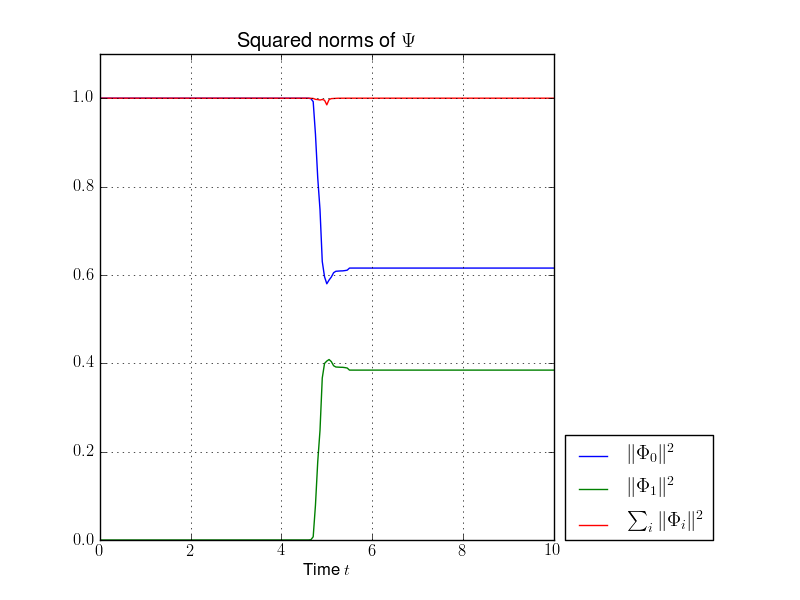 Squared norms of Ψ
1.0
0.8
0.6
0.4
0.2
0.0
0 2 4 6 8 10
Time t
‖Φ₀‖²
‖Φ₁‖²
∑ᵢ ‖Φᵢ‖²